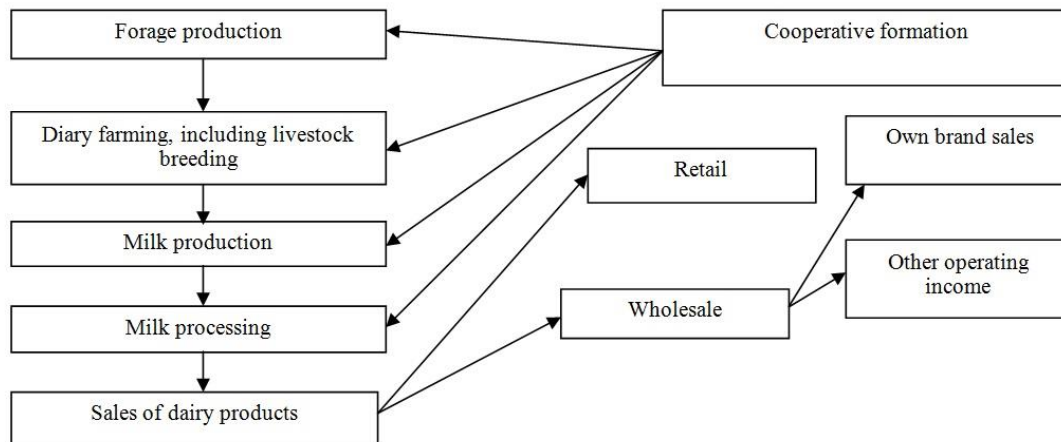 Forage production
Cooperative formation
Diary farming, including livestock
breeding
Own brand sales
Retail
Milk production
Other operating
income
Wholesale
Milk processing
Sales of dairy products